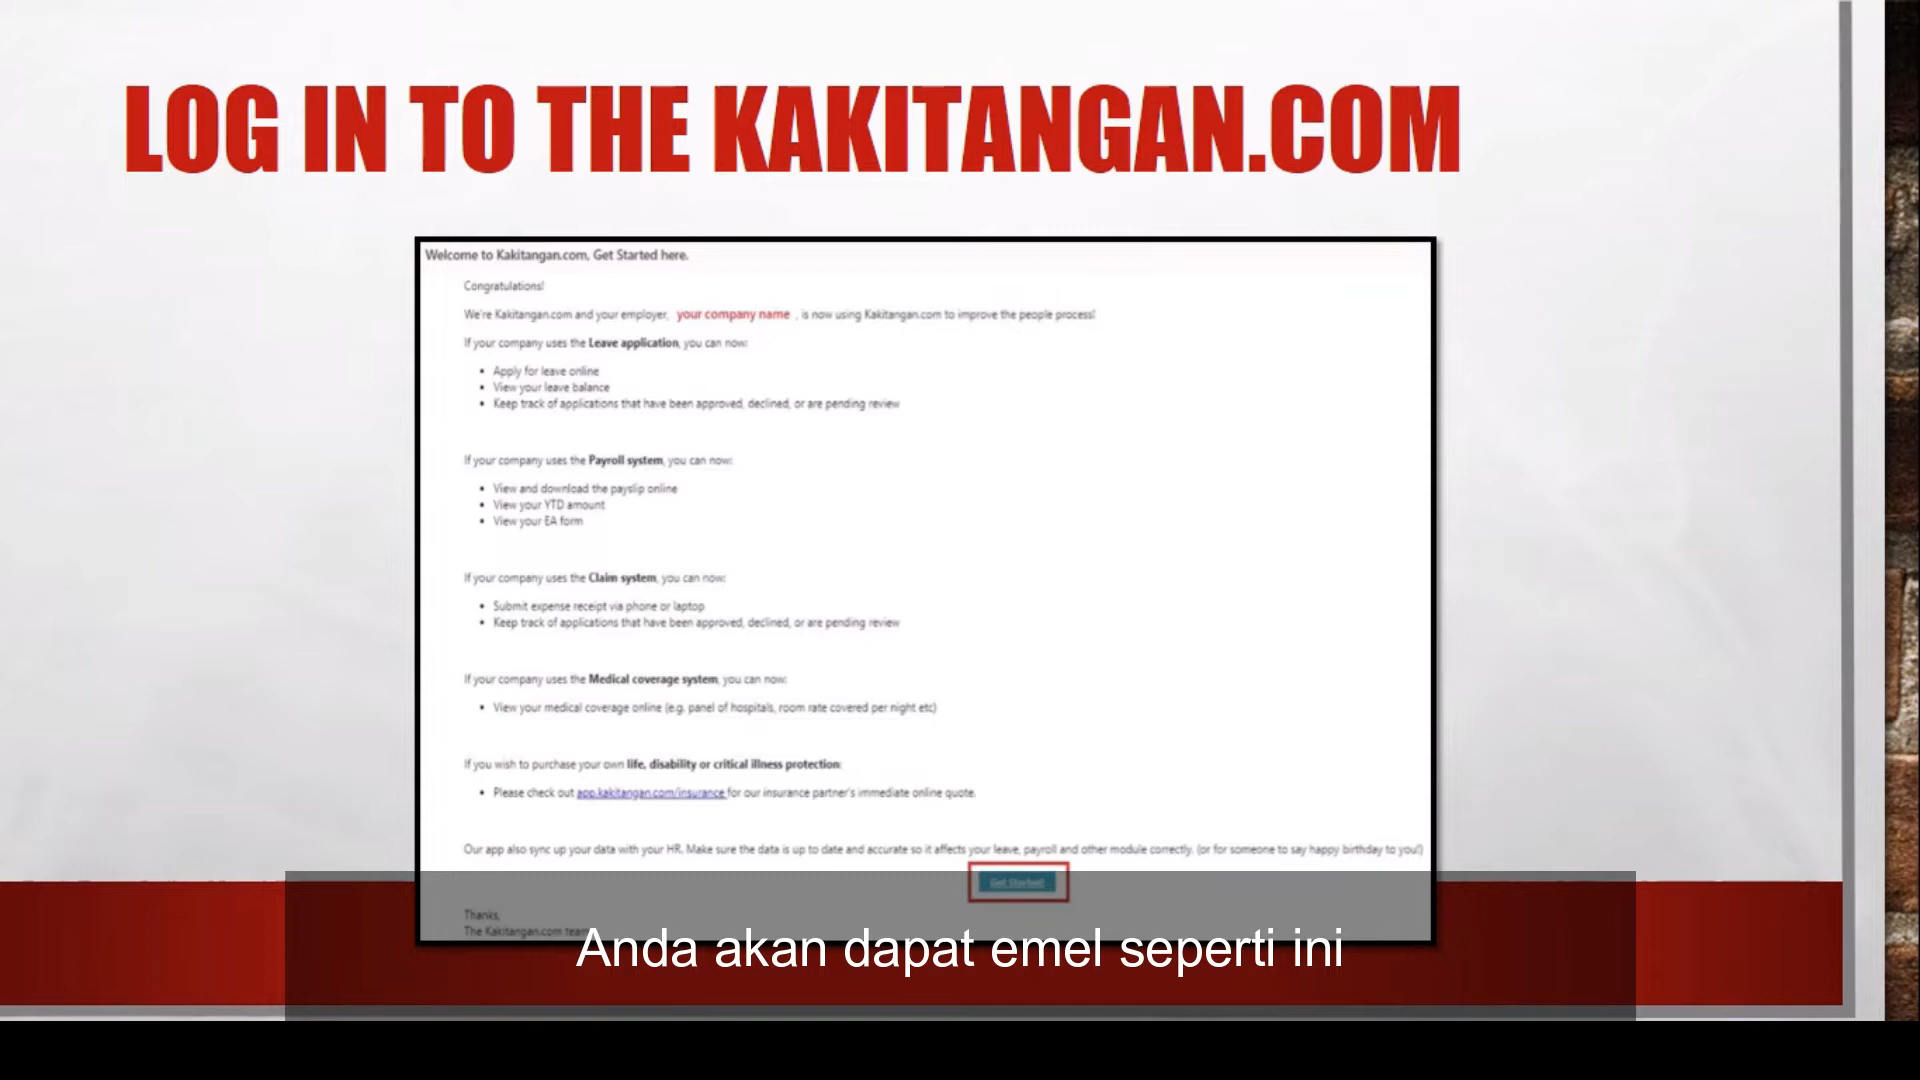 LOG IN TO THE KAKITANGAN.COM
Welcome to Kakitangan.com, Get Started here.
Congratulations!
We're Kakitangan.com and your employer, your company name , is now using Kakitangan.com to improve the people process!
If your company uses the Leave application, you can now:
• Apply for leave online
• View your leave balance
• Keep track of applications that have been approved, declined, or are pending review
If your company uses the Payroll system, you can now:
• View and download the payslip online
• View your YTD amount
• View your EA form
If your company uses the Claim system, you can now:
• Submit expense receipt via phone or laptop
• Keep track of applications that have been approved, declined, or are pending review
If your company uses the Medical coverage system, you can now:
• View your medical coverage online (e.g. panel of hospitals, room rate covered per night etc)
If you wish to purchase your own life, disability or critical illness protection:
• Please check out app.kakitangan.com/insurance for our insurance partner's immediate online quote.
Our app also sync up your data with your HR. Make sure the data is up to date and accurate so it affects your leave, payroll and other module correctly. (or for someone to say happy birthday to you!)
Get Started!
Thanks,
The Kakitangan.com team
Anda akan dapat emel seperti ini